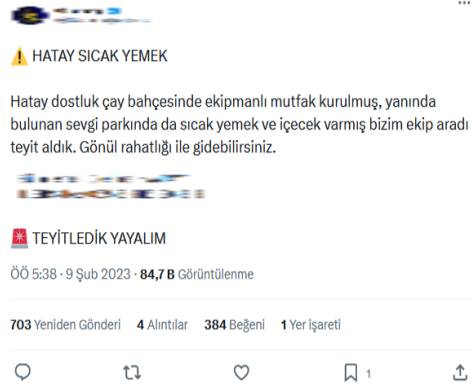 ⚠️ HATAY SICAK YEMEK
Hatay dostluk çay bahçesinde ekipmanlı mutfak kurulmuş, yanında
bulunan sevgi parkında da sıcak yemek ve içecek varmış bizim ekip aradı
teyit aldık. Gönül rahatlığı ile gidebilirsiniz.
🚨 TEYİTLEDİK YAYALIM
ÖÖ 5:38 · 9 Şub 2023 · 84,7 B Görüntülenme
703 Yeniden Gönderi 4 Alıntılar 384 Beğeni 1 Yer işareti
1